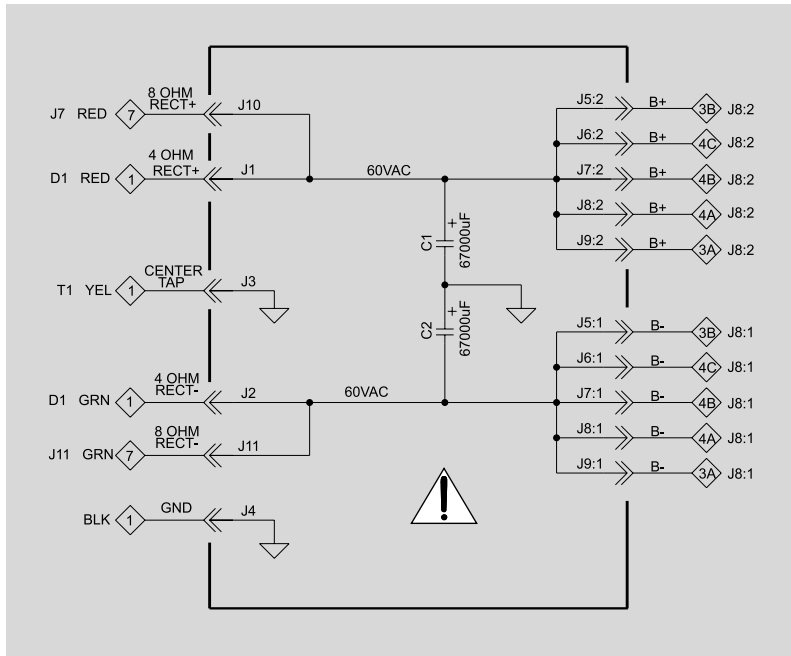 8 OHM
J7 RED 7 RECT+ J10
J5:2 B+ 3B J8:2
J6:2 B+ 4C J8:2
4 OHM
D1 RED 1 RECT+ J1
60VAC
J7:2 B+ 4B J8:2
J8:2 B+ 4A J8:2
J9:2 B+ 3A J8:2
C1
+
67000uF
CENTER
T1 YEL 1 TAP J3
C2
+
67000uF
J5:1 B- 3B J8:1
J6:1 B- 4C J8:1
4 OHM
D1 GRN 1 RECT- J2
60VAC
J7:1 B- 4B J8:1
8 OHM
J11 GRN 7 RECT- J11
J8:1 B- 4A J8:1
J9:1 B- 3A J8:1
!
BLK 1 GND J4